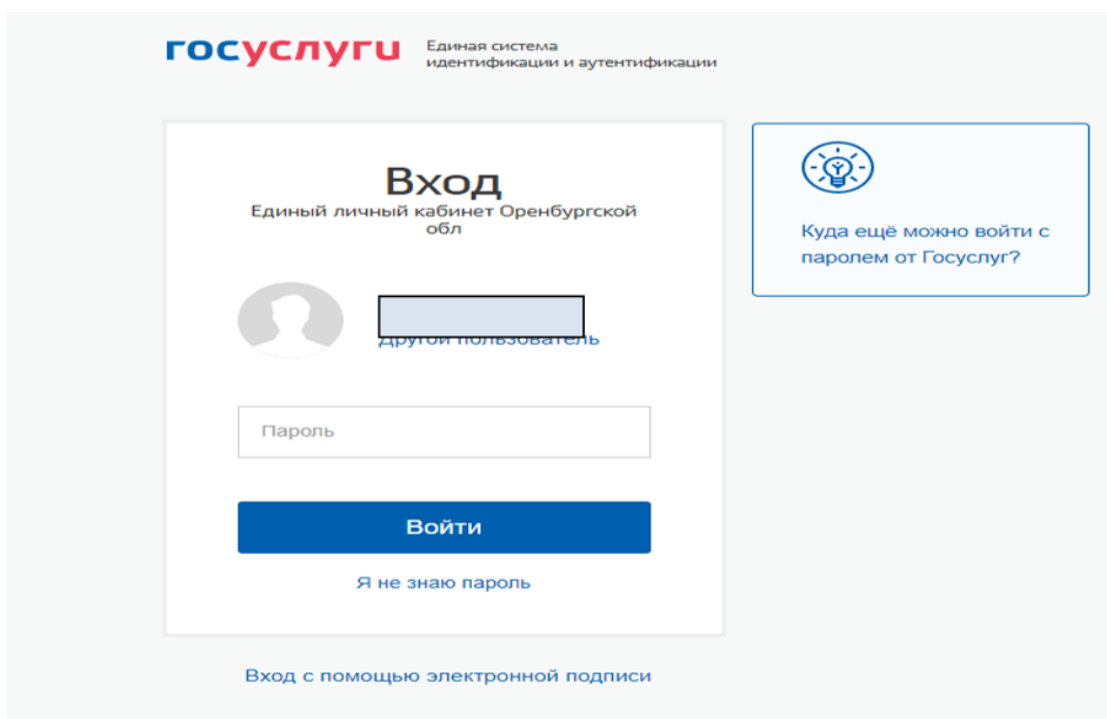 госуслуги
Единая система
идентификации и аутентификации
Вход
Единый личный кабинет Оренбургской
обл
Другой пользователь
Пароль
Войти
Я не знаю пароль
Вход с помощью электронной подписи
Куда ещё можно войти с
паролем от Госуслуг?